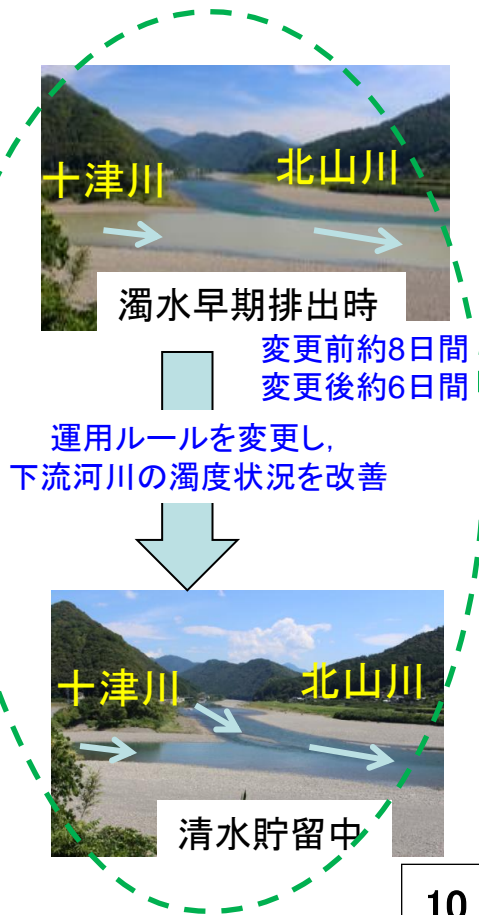 十津川
北山川
濁水早期排出時
変更前約8日間
変更後約6日間
運用ルールを変更し,
下流河川の濁度状況を改善
十津川
北山川
清水貯留中
10